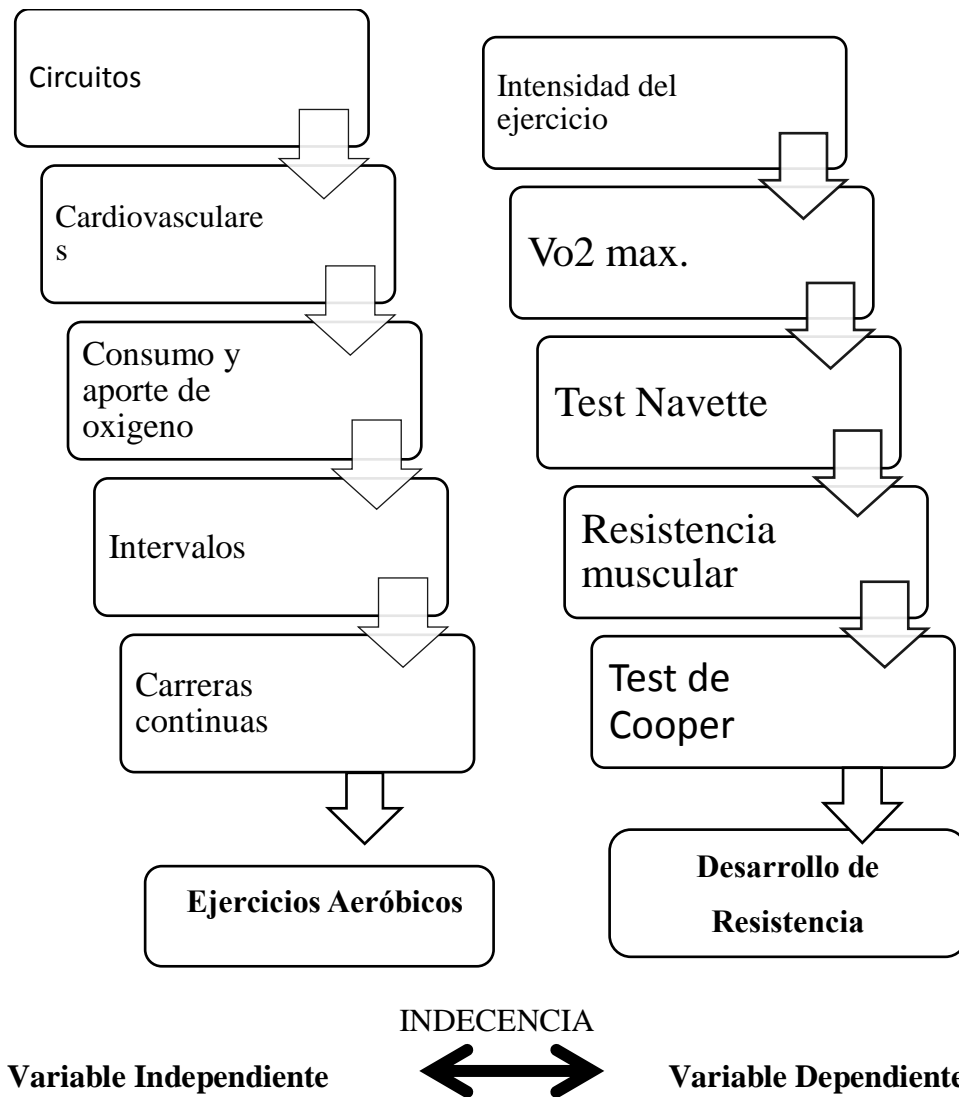 Circuitos
Cardiovasculare
s
Consumo y
aporte de
oxigeno
Intervalos
Carreras
continuas
Ejercicios Aeróbicos
Intensidad del
ejercicio
Vo2 max.
Test Navette
Resistencia
muscular
Test de
Cooper
Desarrollo de
Resistencia
INDECENCIA
Variable Independiente
Variable Dependiente